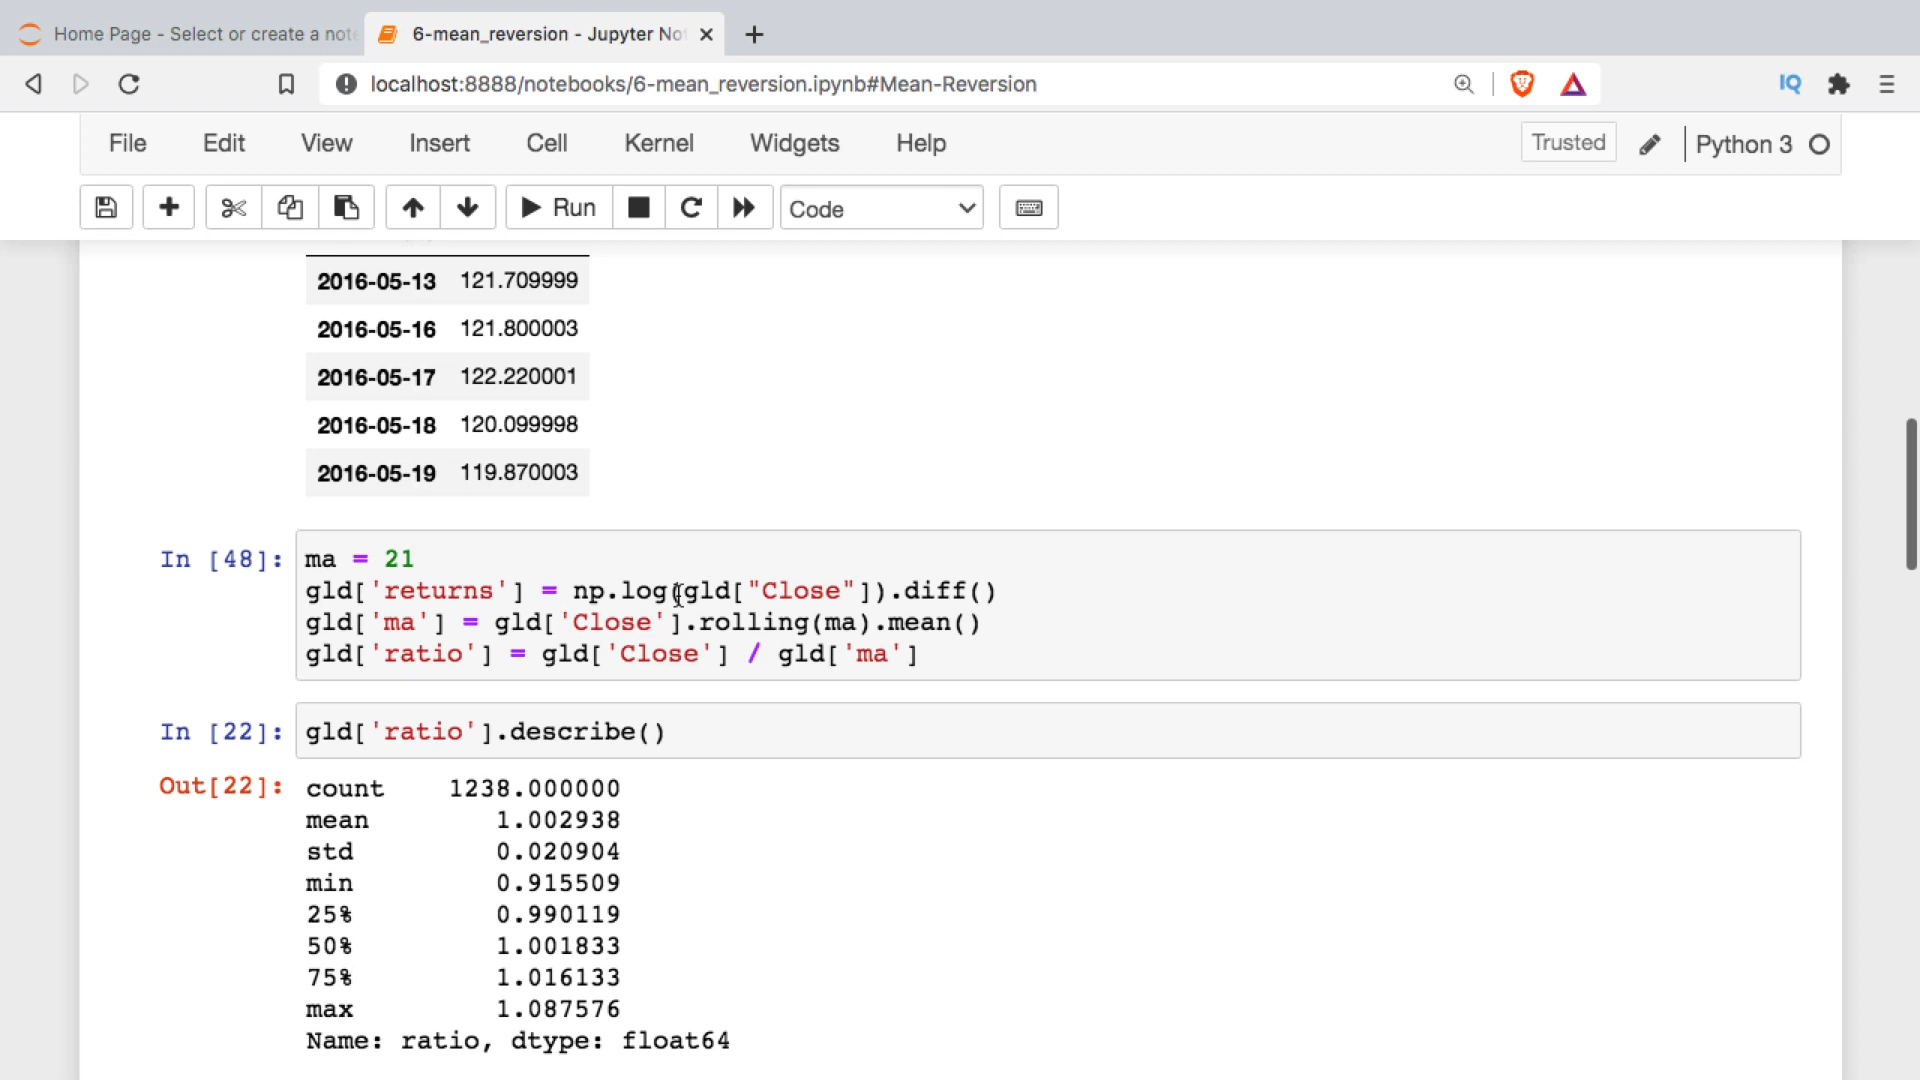 Home Page - Select or create a note
6-mean_reversion - Jupyter No
localhost:8888/notebooks/6-mean_reversion.ipynb#Mean-Reversion
IQ
File Edit View Insert Cell Kernel Widgets Help
Trusted
Python 3
Run
Code
2016-05-13 121.709999
2016-05-16 121.800003
2016-05-17 122.220001
2016-05-18 120.099998
2016-05-19 119.870003
In [48]: ma = 21
gld['returns'] = np.log(gld["Close"]).diff()
gld['ma'] = gld['Close'].rolling(ma).mean()
gld['ratio'] = gld['Close'] / gld['ma']
In [22]: gld['ratio'].describe()
Out[22]: count 1238.000000
mean 1.002938
std 0.020904
min 0.915509
25% 0.990119
50% 1.001833
75% 1.016133
max 1.087576
Name: ratio, dtype: float64